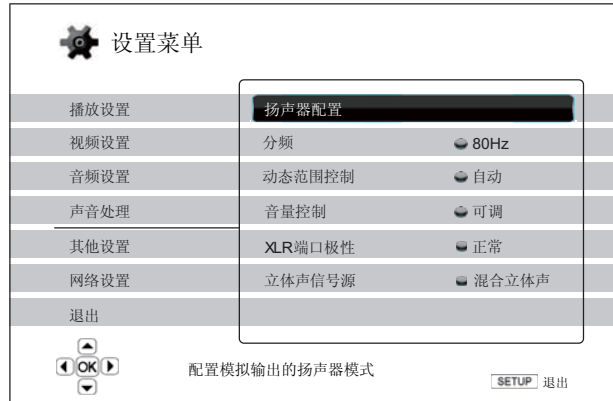 设置菜单
播放设置
扬声器配置
视频设置
分频 80Hz
音频设置
动态范围控制 自动
声音处理
音量控制 可调
其他设置
XLR端口极性 正常
网络设置
立体声信号源 混合立体声
退出
OK
配置模拟输出的扬声器模式
SETUP 退出